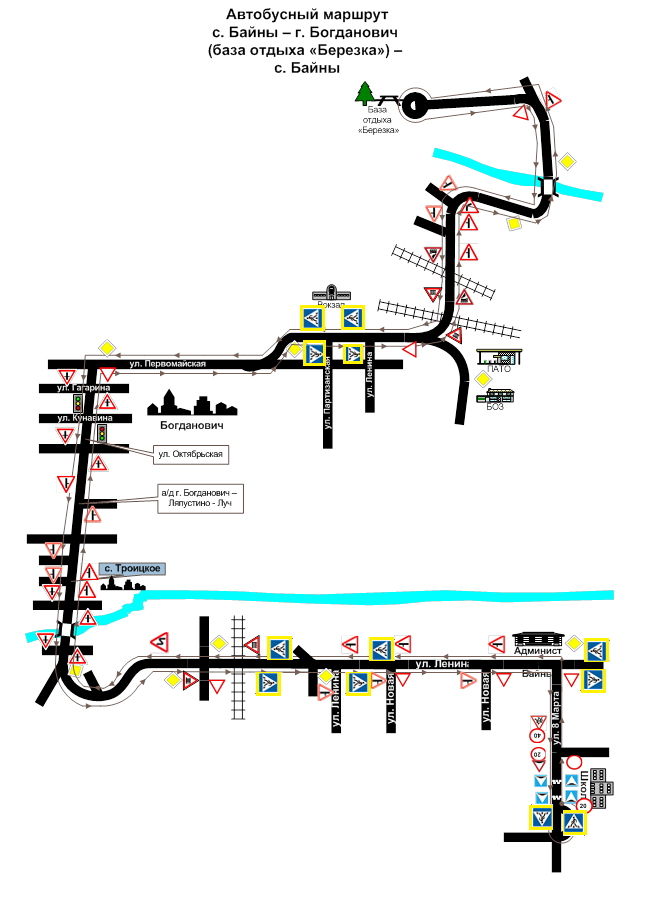 Автобусный маршрут
с. Байны – г. Богданович
(база отдыха «Березка») –
с. Байны
База
отдыха
«Березка»
Вокзал
ПАТО
БОЗ
ул. Первомайская
ул. Партизанская
ул. Ленина
ул. Гагарина
ул. Кунавина
Богданович
ул. Октябрьская
а/д г. Богданович –
Ляпустино - Луч
с. Троицкое
Админист
Байны
ул. Ленина
ул. Ленина
ул. Новая
ул. Новая
ул. 8 Марта
40
20
Школ
20